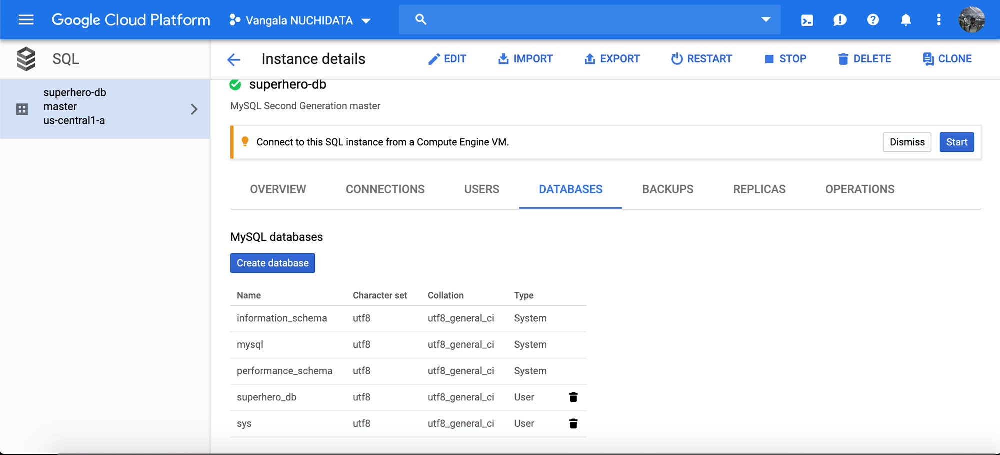 Google Cloud Platform
Vangala NUCHIDATA
SQL
Instance details
EDIT
IMPORT
EXPORT
RESTART
STOP
DELETE
CLONE
superhero-db
master
us-central1-a
superhero-db
MySQL Second Generation master
Connect to this SQL instance from a Compute Engine VM.
Dismiss
Start
OVERVIEW
CONNECTIONS
USERS
DATABASES
BACKUPS
REPLICAS
OPERATIONS
MySQL databases
Create database
Name Character set Collation Type
information_schema utf8 utf8_general_ci System
mysql utf8 utf8_general_ci System
performance_schema utf8 utf8_general_ci System
superhero_db utf8 utf8_general_ci User
sys utf8 utf8_general_ci User